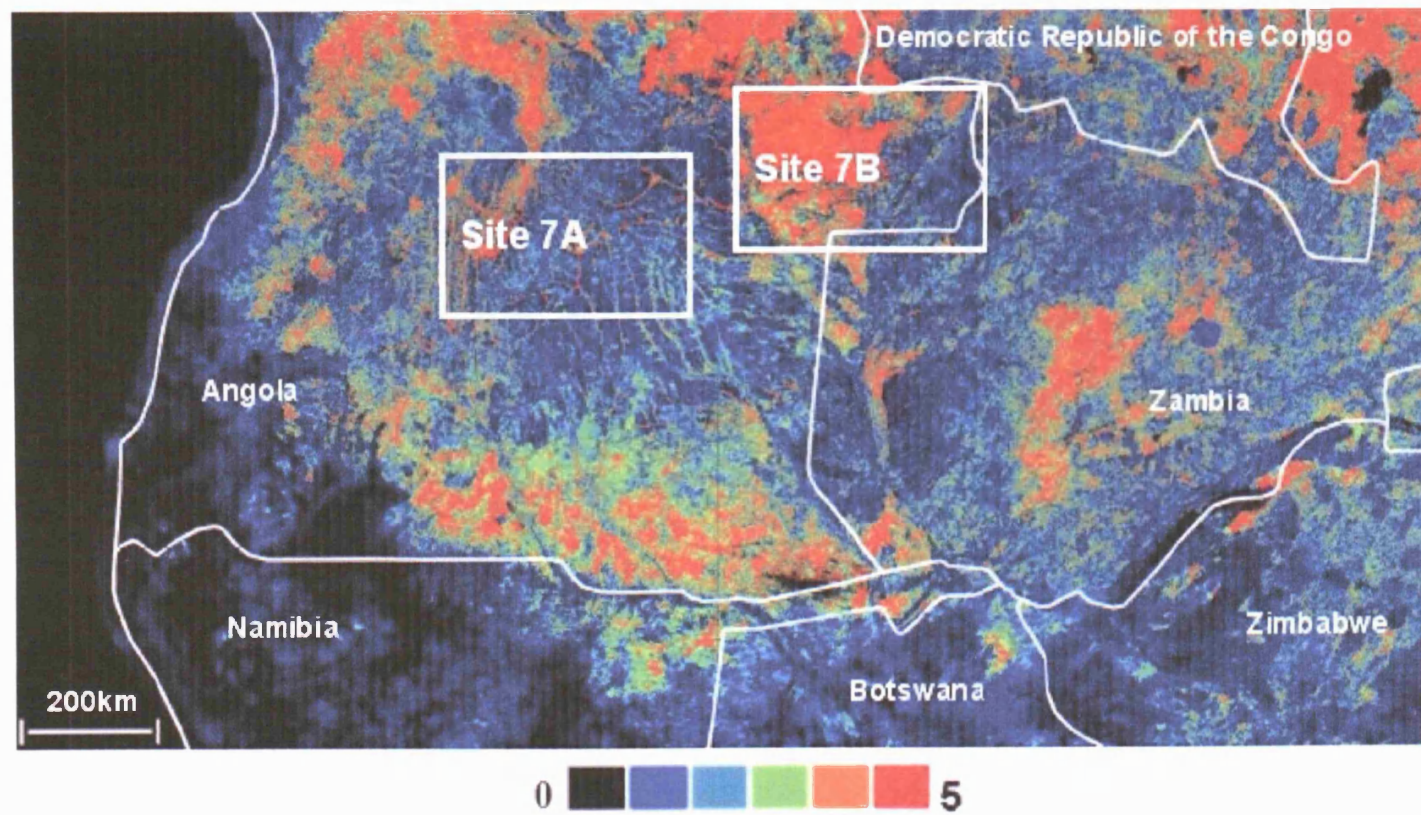 Democratic Republic of the Congo
Site 7B
Site 7A
Angola
Zambia
Namibia
Zimbabwe
Botswana
200km
0 5